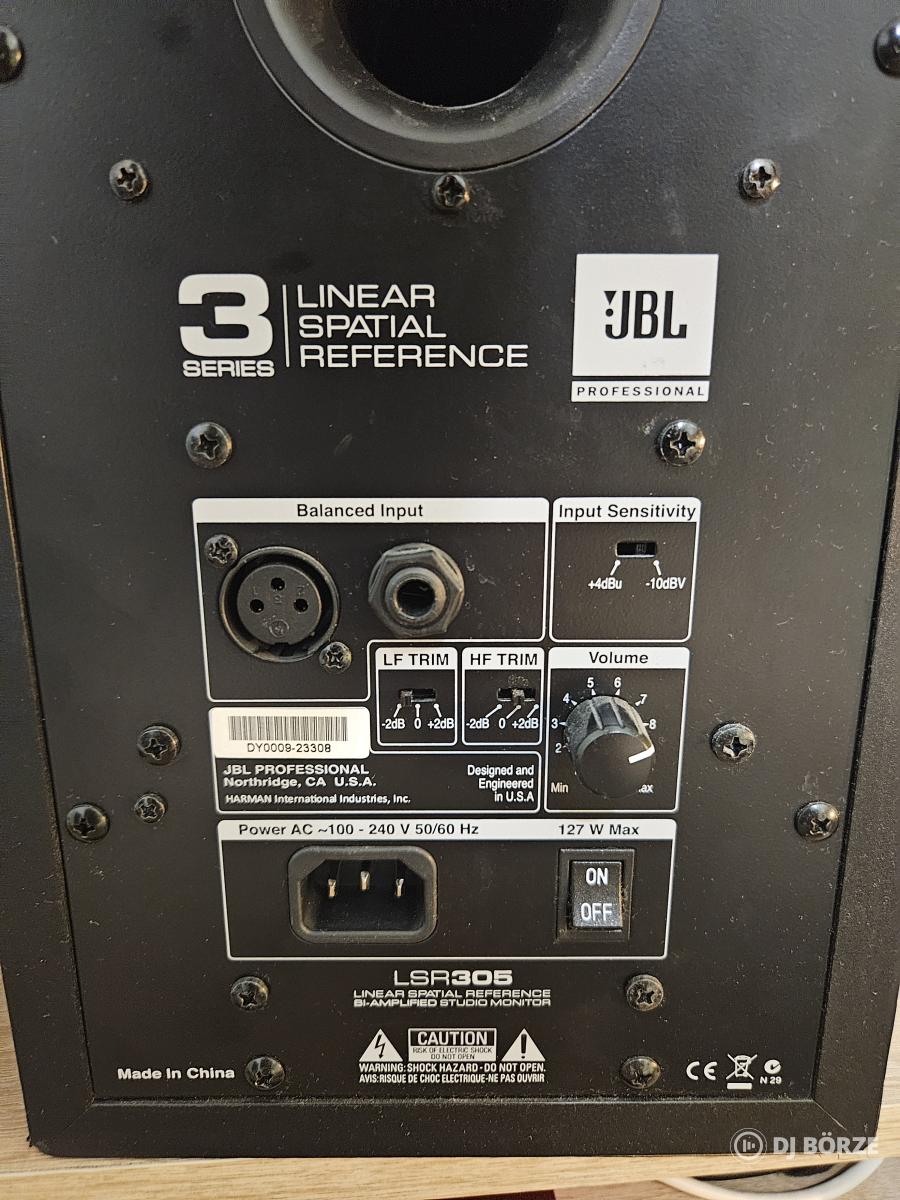 3
SERIES
LINEAR
SPATIAL
REFERENCE
JBL
PROFESSIONAL
Balanced Input
Input Sensitivity
+4dBu
-10dBV
LF TRIM
-2dB 0 +2dB
HF TRIM
-2dB 0 +2dB
Volume
2 3 4 5 6 7 8
Min
ax
DY0009-23308
JBL PROFESSIONAL
Northridge, CA U.S.A.
HARMAN International Industries, Inc.
Designed and
Engineered
in U.S.A
Power AC ~100 - 240 V 50/60 Hz
127 W Max
ON
OFF
LSR305
LINEAR SPATIAL REFERENCE
BI-AMPLIFIED STUDIO MONITOR
CAUTION
RISK OF ELECTRIC SHOCK
DO NOT OPEN
WARNING: SHOCK HAZARD - DO NOT OPEN.
AVIS: RISQUE DE CHOC ELECTRIQUE-NE PAS OUVRIR
Made In China
CE
N 29
DJ BÖRZE